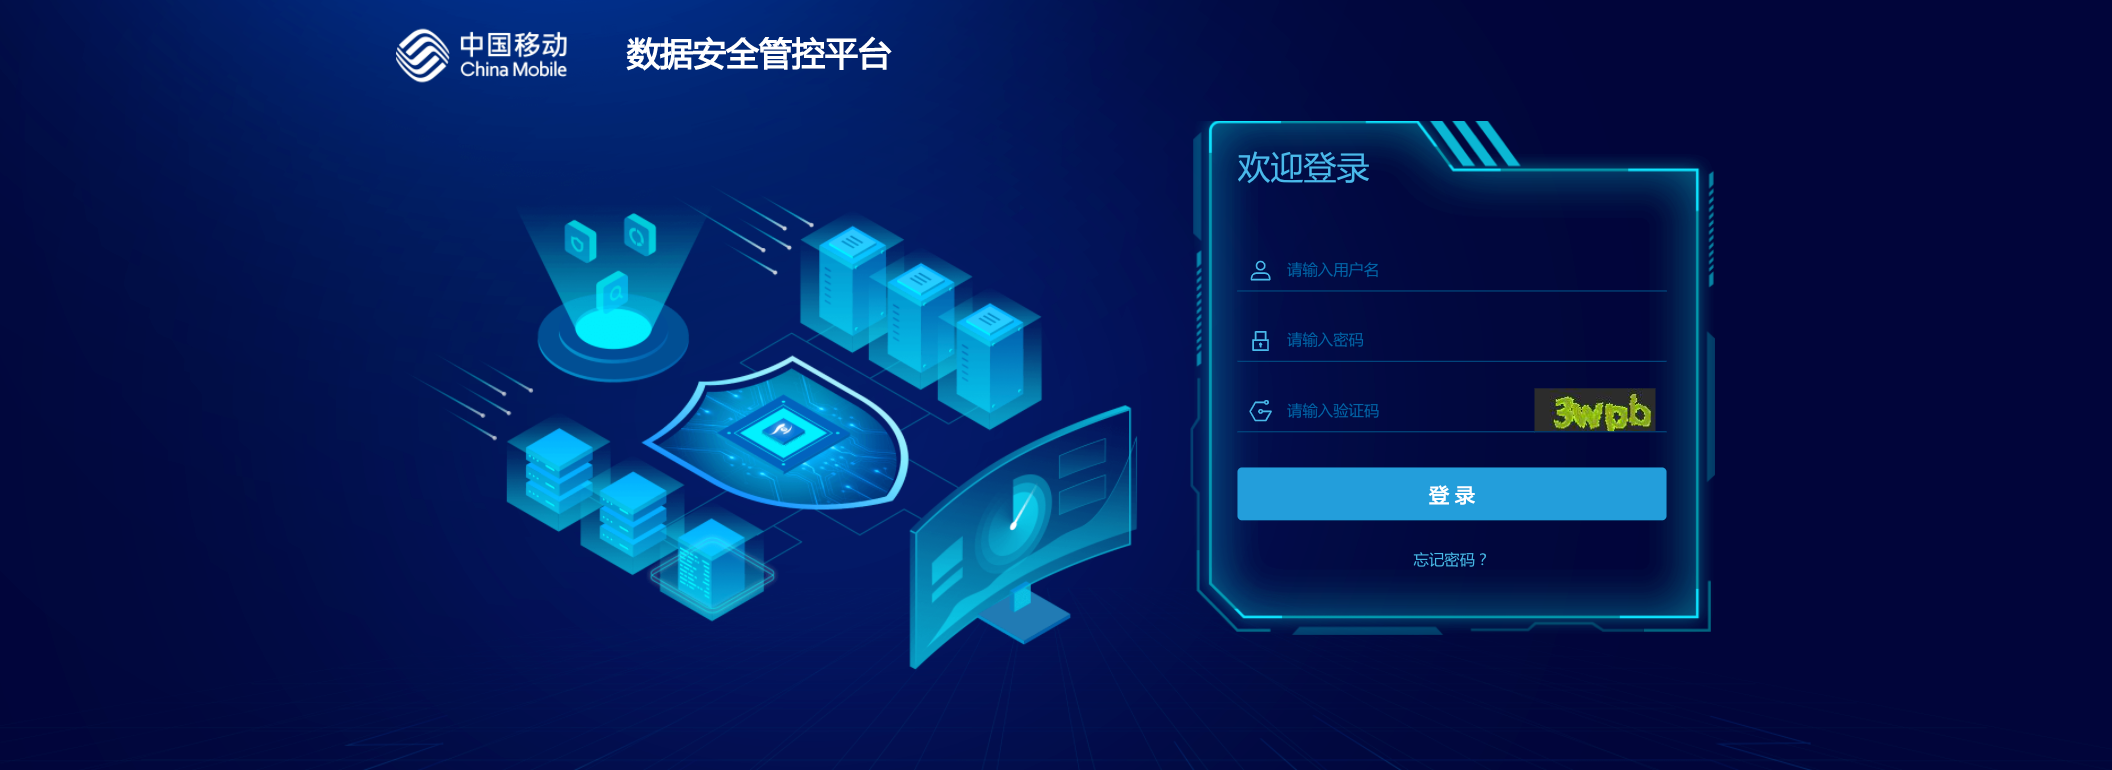 中国移动
China Mobile
数据安全管控平台
欢迎登录
请输入用户名
请输入密码
请输入验证码
3wpb
登 录
忘记密码？